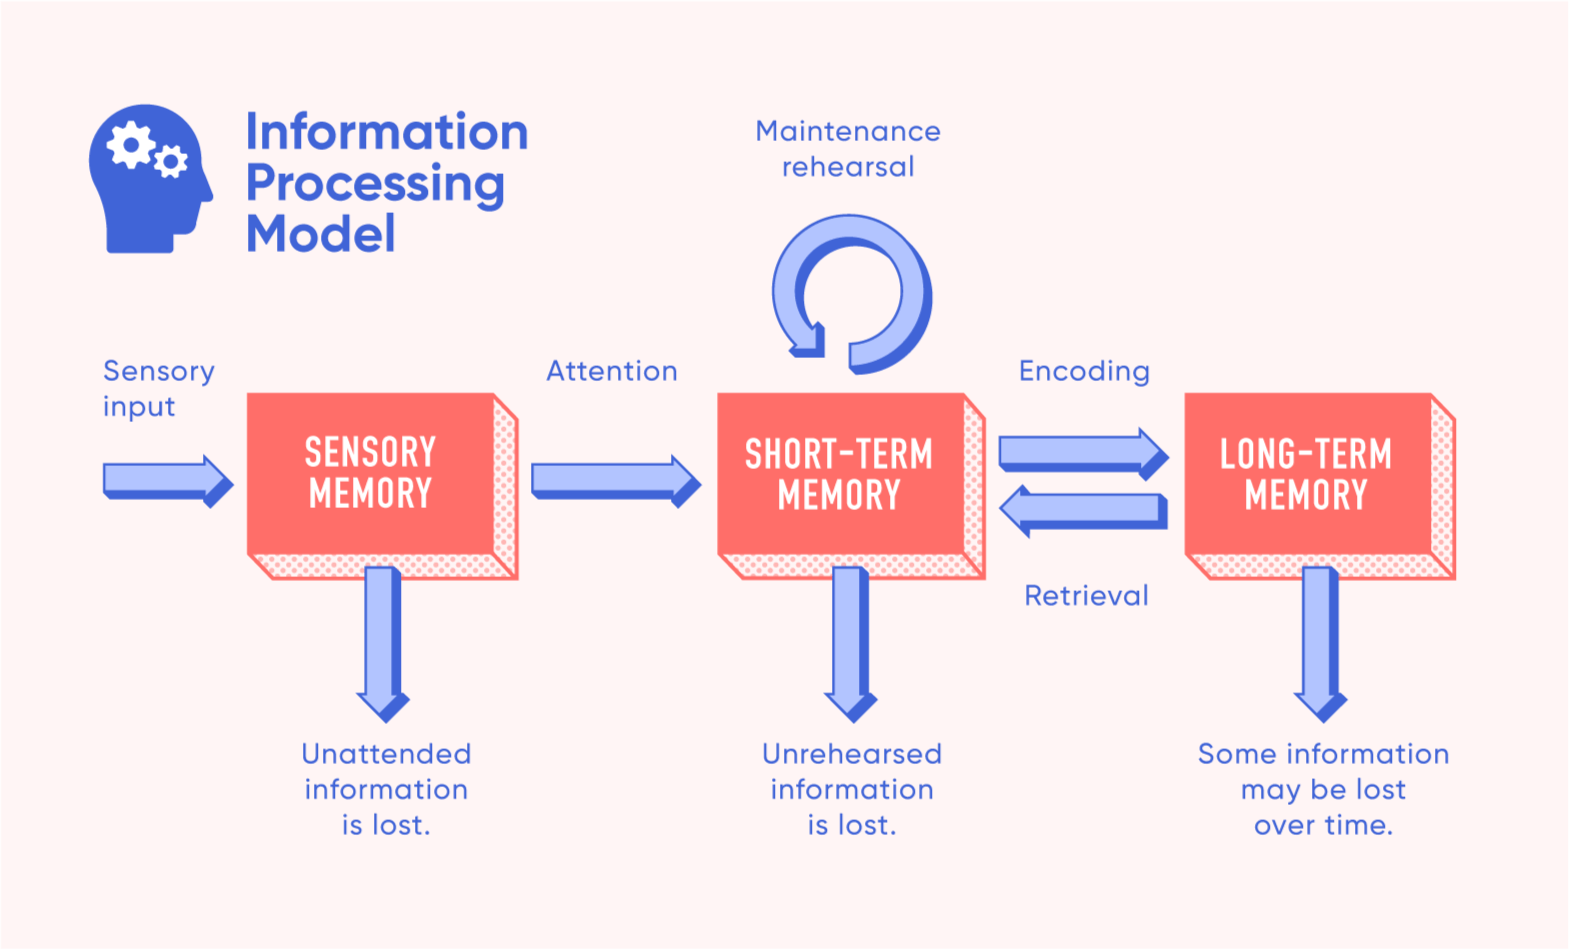 Information
Processing
Model
Maintenance
rehearsal
Sensory
input
Attention
Encoding
SENSORY
MEMORY
SHORT-TERM
MEMORY
LONG-TERM
MEMORY
Retrieval
Unattended
information
is lost.
Unrehearsed
information
is lost.
Some information
may be lost
over time.